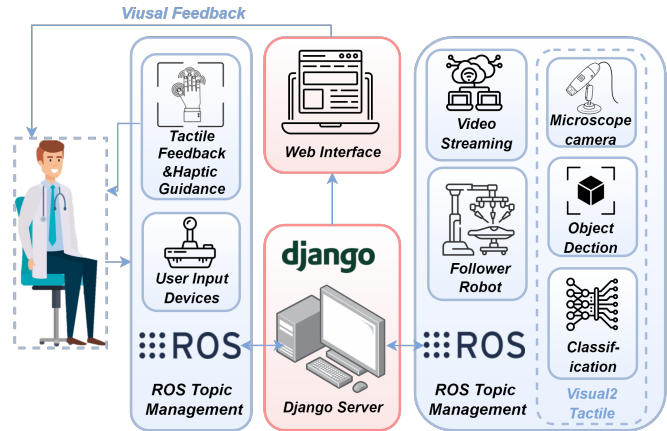 Viusal Feedback
Tactile
Feedback
&Haptic
Guidance
User Input
Devices
ROS
ROS Topic
Management
Web Interface
django
Django Server
Video
Streaming
Follower
Robot
ROS
ROS Topic
Management
Microscope
camera
Object
Dection
Classif-
ication
Visual2
Tactile